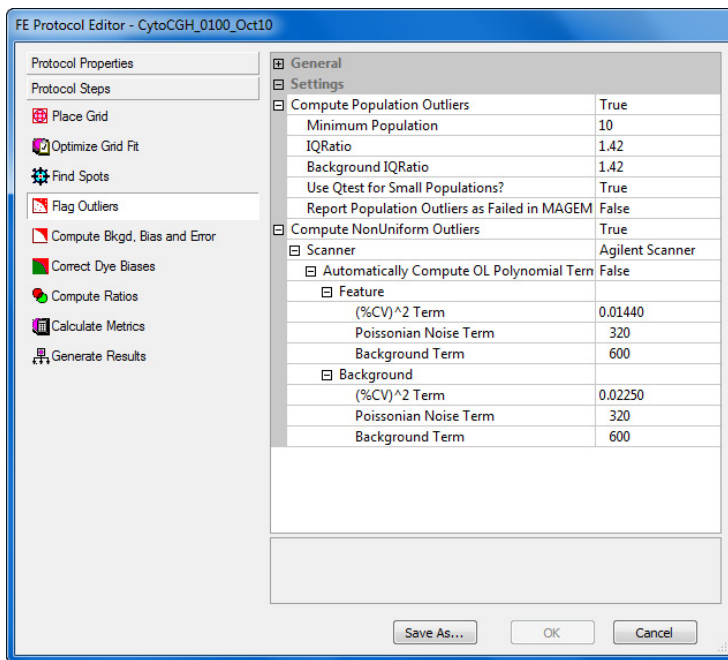 FE Protocol Editor - CytoCGH_0100_Oct10
Protocol Properties
Protocol Steps
Place Grid
Optimize Grid Fit
Find Spots
Flag Outliers
Compute Bkgd, Bias and Error
Correct Dye Biases
Compute Ratios
Calculate Metrics
Generate Results
General
Settings
Compute Population Outliers True
Minimum Population 10
IQRatio 1.42
Background IQRatio 1.42
Use Qtest for Small Populations? True
Report Population Outliers as Failed in MAGEM False
Compute NonUniform Outliers True
Scanner Agilent Scanner
Automatically Compute OL Polynomial Term False
Feature
(%CV)^2 Term 0.01440
Poissonian Noise Term 320
Background Term 600
Background
(%CV)^2 Term 0.02250
Poissonian Noise Term 320
Background Term 600
Save As... OK Cancel